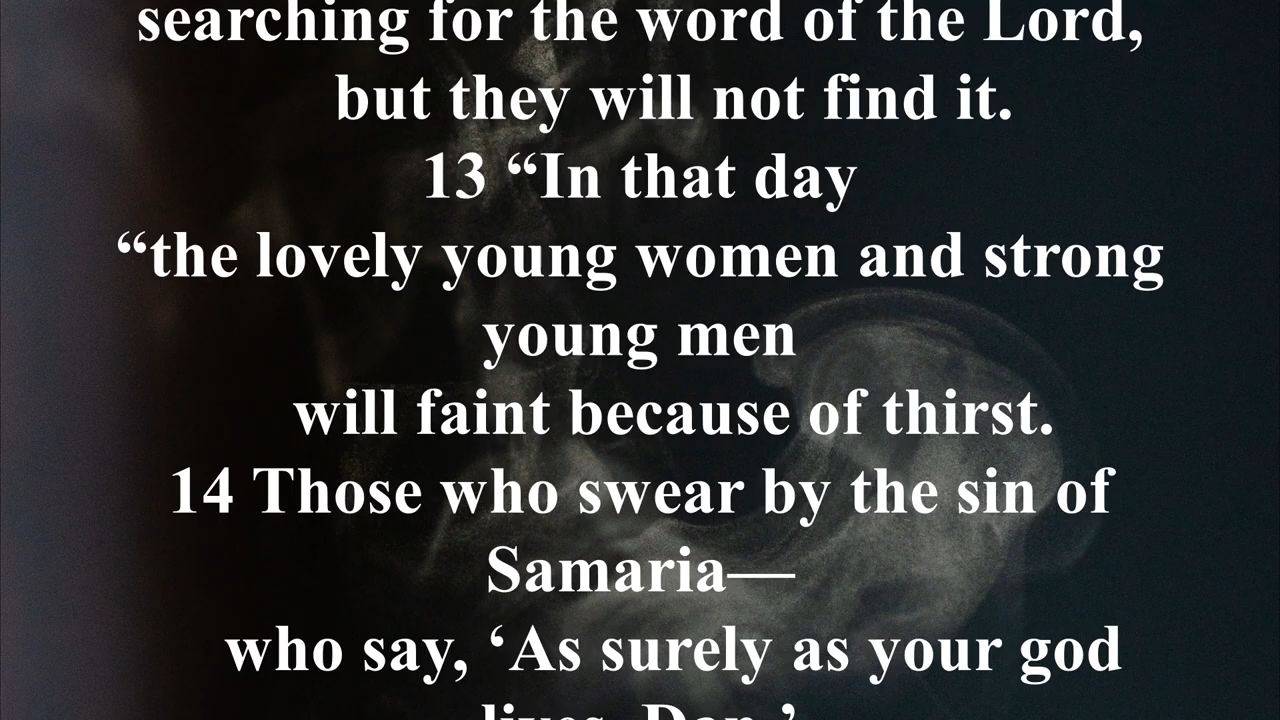 searching for the word of the Lord,
but they will not find it.
13 “In that day
“the lovely young women and strong
young men
will faint because of thirst.
14 Those who swear by the sin of
Samaria—
who say, ‘As surely as your god
lives, Dan,’